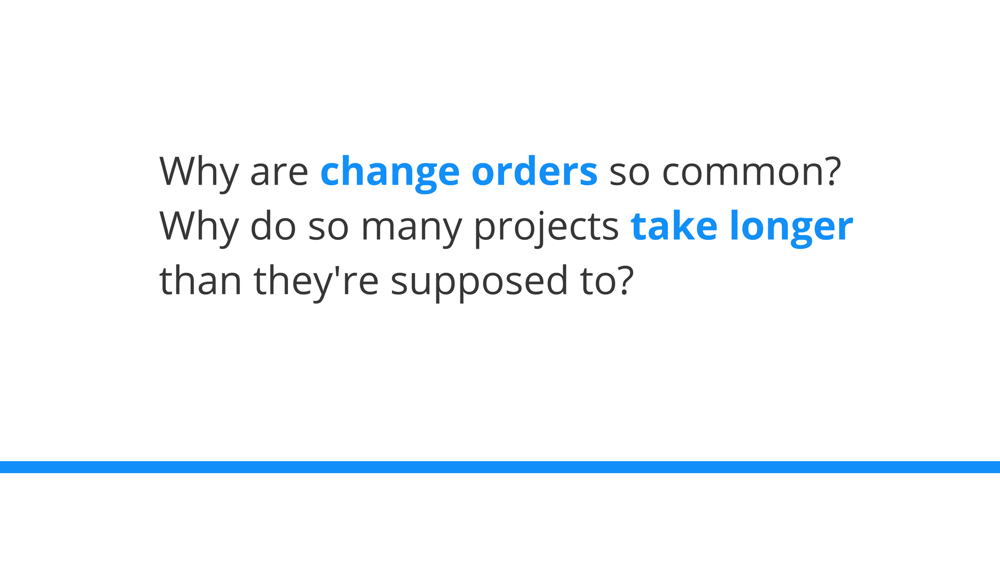 Why are change orders so common?
Why do so many projects take longer
than they're supposed to?